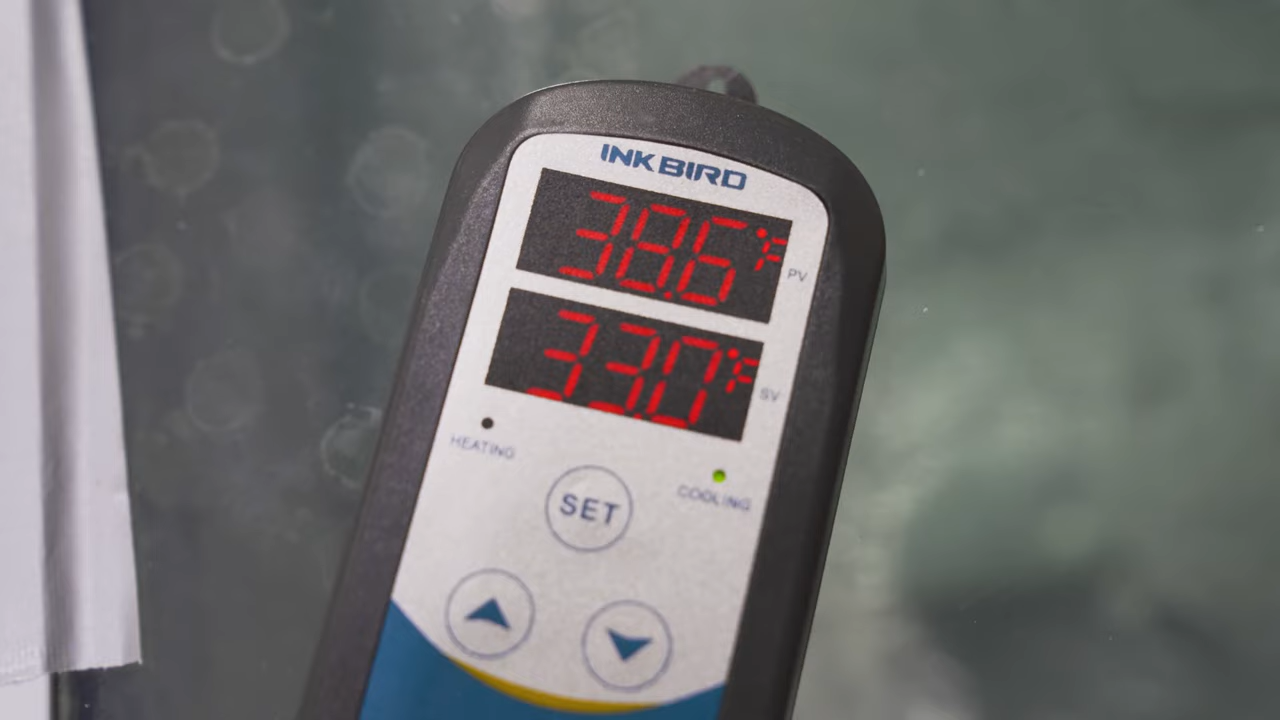 INKBIRD
38.6°F PV
33.0°F SV
HEATING
COOLING
SET